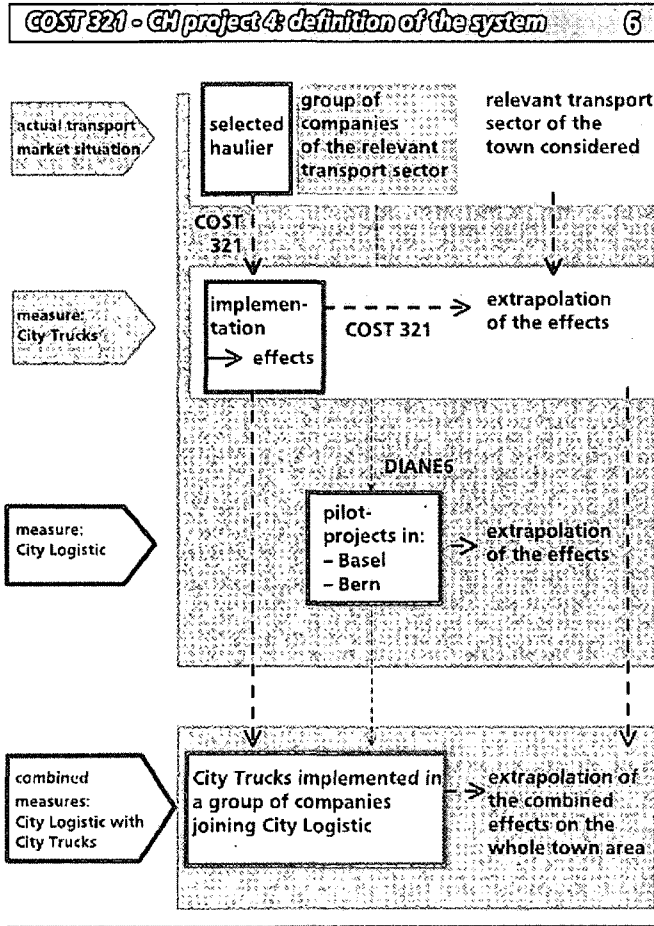 COST 321 - CH project 4: definition of the system 6
actual transport
market situation
selected
haulier
group of
companies
of the relevant
transport sector
relevant transport
sector of the
town considered
COST
321
measure:
City Trucks
implemen-
tation
→ effects
COST 321
extrapolation
of the effects
DIANE6
measure:
City Logistic
pilot-
projects in:
– Basel
– Bern
extrapolation
of the effects
combined
measures:
City Logistic with
City Trucks
City Trucks implemented in
a group of companies
joining City Logistic
extrapolation of
the combined
effects on the
whole town area